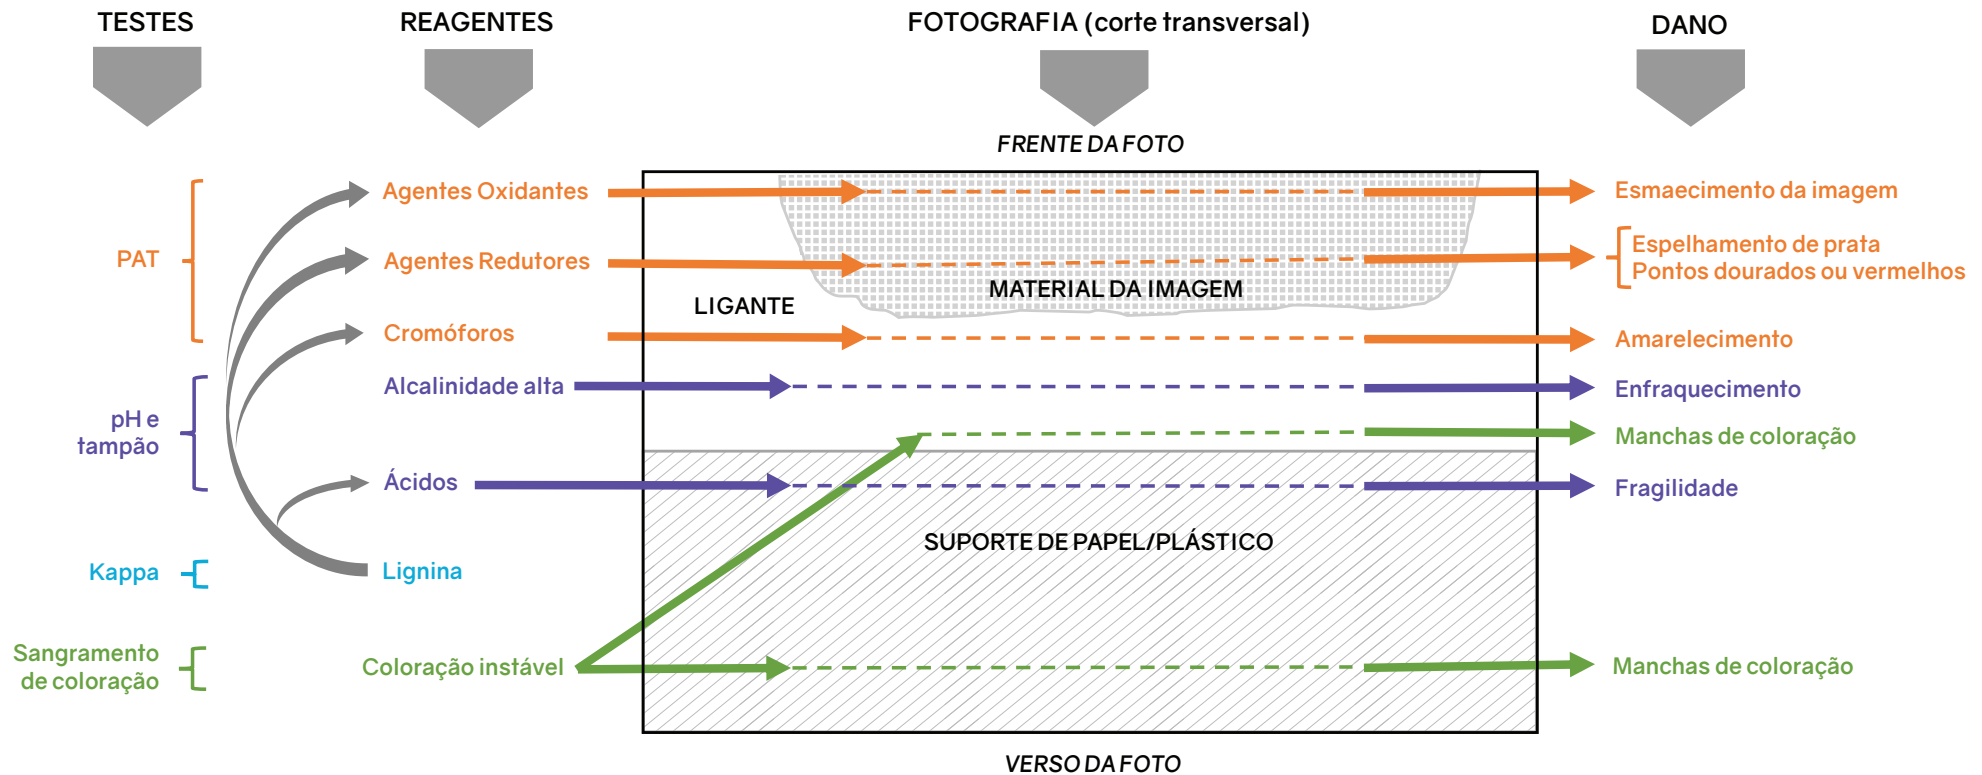 TESTES
REAGENTES
FOTOGRAFIA (corte transversal)
DANO
FRENTE DA FOTO
PAT
Agentes Oxidantes
Esmaecimento da imagem
Agentes Redutores
Espelhamento de prata
Pontos dourados ou vermelhos
MATERIAL DA IMAGEM
LIGANTE
Cromóforos
Amarelecimento
pH e
tampão
Alcalinidade alta
Enfraquecimento
Manchas de coloração
Ácidos
Fragilidade
SUPORTE DE PAPEL/PLÁSTICO
Kappa
Lignina
Sangramento
de coloração
Coloração instável
Manchas de coloração
VERSO DA FOTO